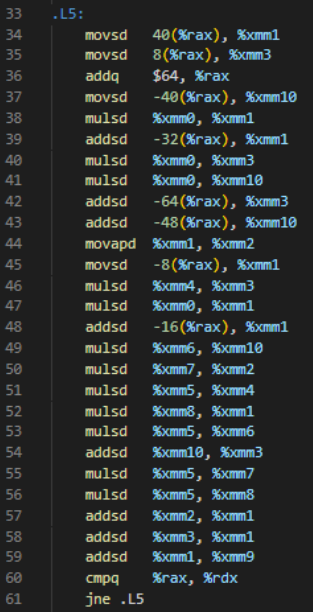 33 .L5:
34 movsd 40(%rax), %xmm1
35 movsd 8(%rax), %xmm3
36 addq $64, %rax
37 movsd -40(%rax), %xmm10
38 mulsd %xmm0, %xmm1
39 addsd -32(%rax), %xmm1
40 mulsd %xmm0, %xmm3
41 mulsd %xmm0, %xmm10
42 addsd -64(%rax), %xmm3
43 addsd -48(%rax), %xmm10
44 movapd %xmm1, %xmm2
45 movsd -8(%rax), %xmm1
46 mulsd %xmm4, %xmm3
47 mulsd %xmm0, %xmm1
48 addsd -16(%rax), %xmm1
49 mulsd %xmm6, %xmm10
50 mulsd %xmm7, %xmm2
51 mulsd %xmm5, %xmm4
52 mulsd %xmm8, %xmm1
53 mulsd %xmm5, %xmm6
54 addsd %xmm10, %xmm3
55 mulsd %xmm5, %xmm7
56 mulsd %xmm5, %xmm8
57 addsd %xmm2, %xmm1
58 addsd %xmm3, %xmm1
59 addsd %xmm1, %xmm9
60 cmpq %rax, %rdx
61 jne .L5